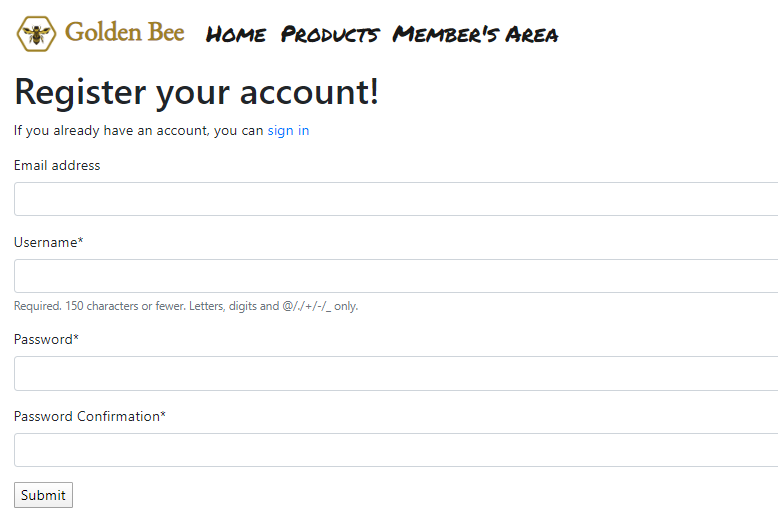 Golden Bee Home Products Member's Area
Register your account!
If you already have an account, you can sign in
Email address
Username*
Required. 150 characters or fewer. Letters, digits and @/./+/-/_ only.
Password*
Password Confirmation*
Submit